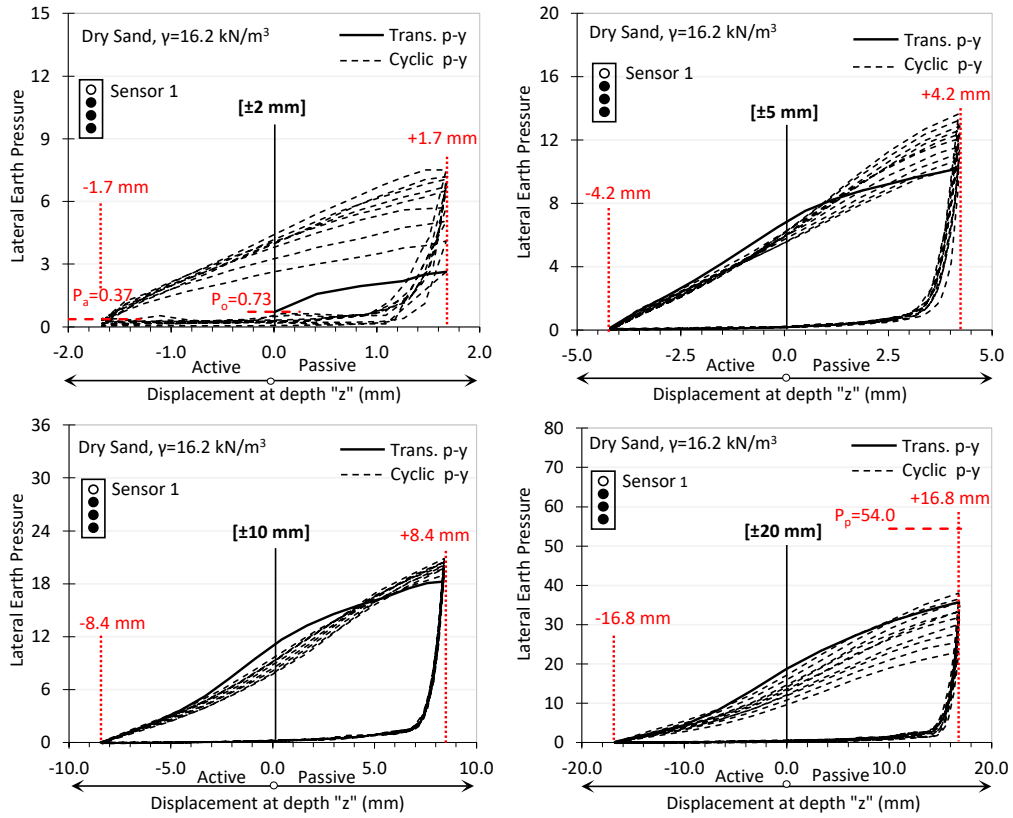 15
12
9
6
3
0
Lateral Earth Pressure
Dry Sand, γ=16.2 kN/m³
Trans. p-y
Cyclic p-y
Sensor 1
[±2 mm]
+1.7 mm
-1.7 mm
Pa=0.37
Po=0.73
-2.0
-1.0
0.0
1.0
2.0
Active
Passive
Displacement at depth "z" (mm)
20
16
12
8
4
0
Lateral Earth Pressure
Dry Sand, γ=16.2 kN/m³
Trans. p-y
Cyclic p-y
Sensor 1
[±5 mm]
+4.2 mm
-4.2 mm
-5.0
-2.5
0.0
2.5
5.0
Active
Passive
Displacement at depth "z" (mm)
36
30
24
18
12
6
0
Lateral Earth Pressure
Dry Sand, γ=16.2 kN/m³
Trans. p-y
Cyclic p-y
Sensor 1
[±10 mm]
+8.4 mm
-8.4 mm
-10.0
-5.0
0.0
5.0
10.0
Active
Passive
Displacement at depth "z" (mm)
80
70
60
50
40
30
20
10
0
Lateral Earth Pressure
Dry Sand, γ=16.2 kN/m³
Trans. p-y
Cyclic p-y
Sensor 1
+16.8 mm
Pp=54.0
[±20 mm]
-16.8 mm
-20.0
-10.0
0.0
10.0
20.0
Active
Passive
Displacement at depth "z" (mm)